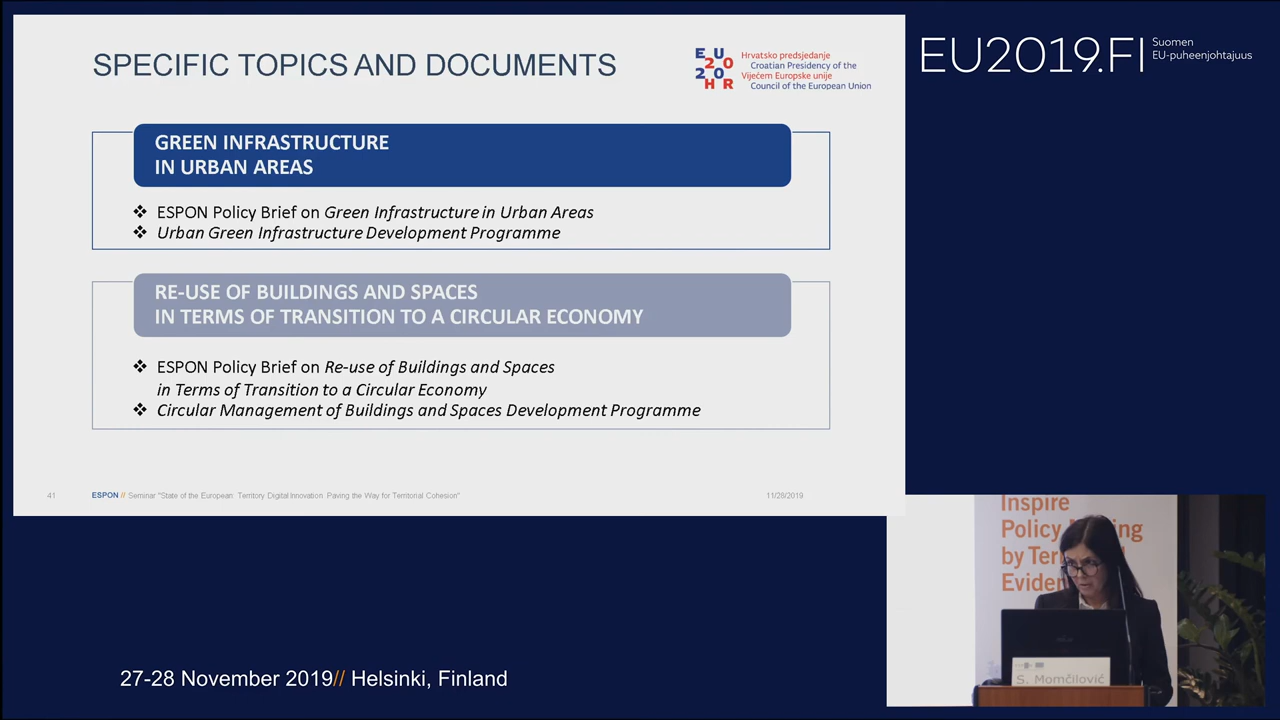 SPECIFIC TOPICS AND DOCUMENTS
EU
20
20
HR
Hrvatsko predsjedanje
Croatian Presidency of the
Vijećem Europske unije
Council of the European Union
EU2019.FI
Suomen
EU-puheenjohtajuus
GREEN INFRASTRUCTURE
IN URBAN AREAS
❖ ESPON Policy Brief on Green Infrastructure in Urban Areas
❖ Urban Green Infrastructure Development Programme
RE-USE OF BUILDINGS AND SPACES
IN TERMS OF TRANSITION TO A CIRCULAR ECONOMY
❖ ESPON Policy Brief on Re-use of Buildings and Spaces
in Terms of Transition to a Circular Economy
❖ Circular Management of Buildings and Spaces Development Programme
41 ESPON // Seminar "State of the European Territory. Digital Innovation. Paving the Way for Territorial Cohesion" 11/28/2019
Inspire
Policy
by
S. Momčilović
27-28 November 2019// Helsinki, Finland